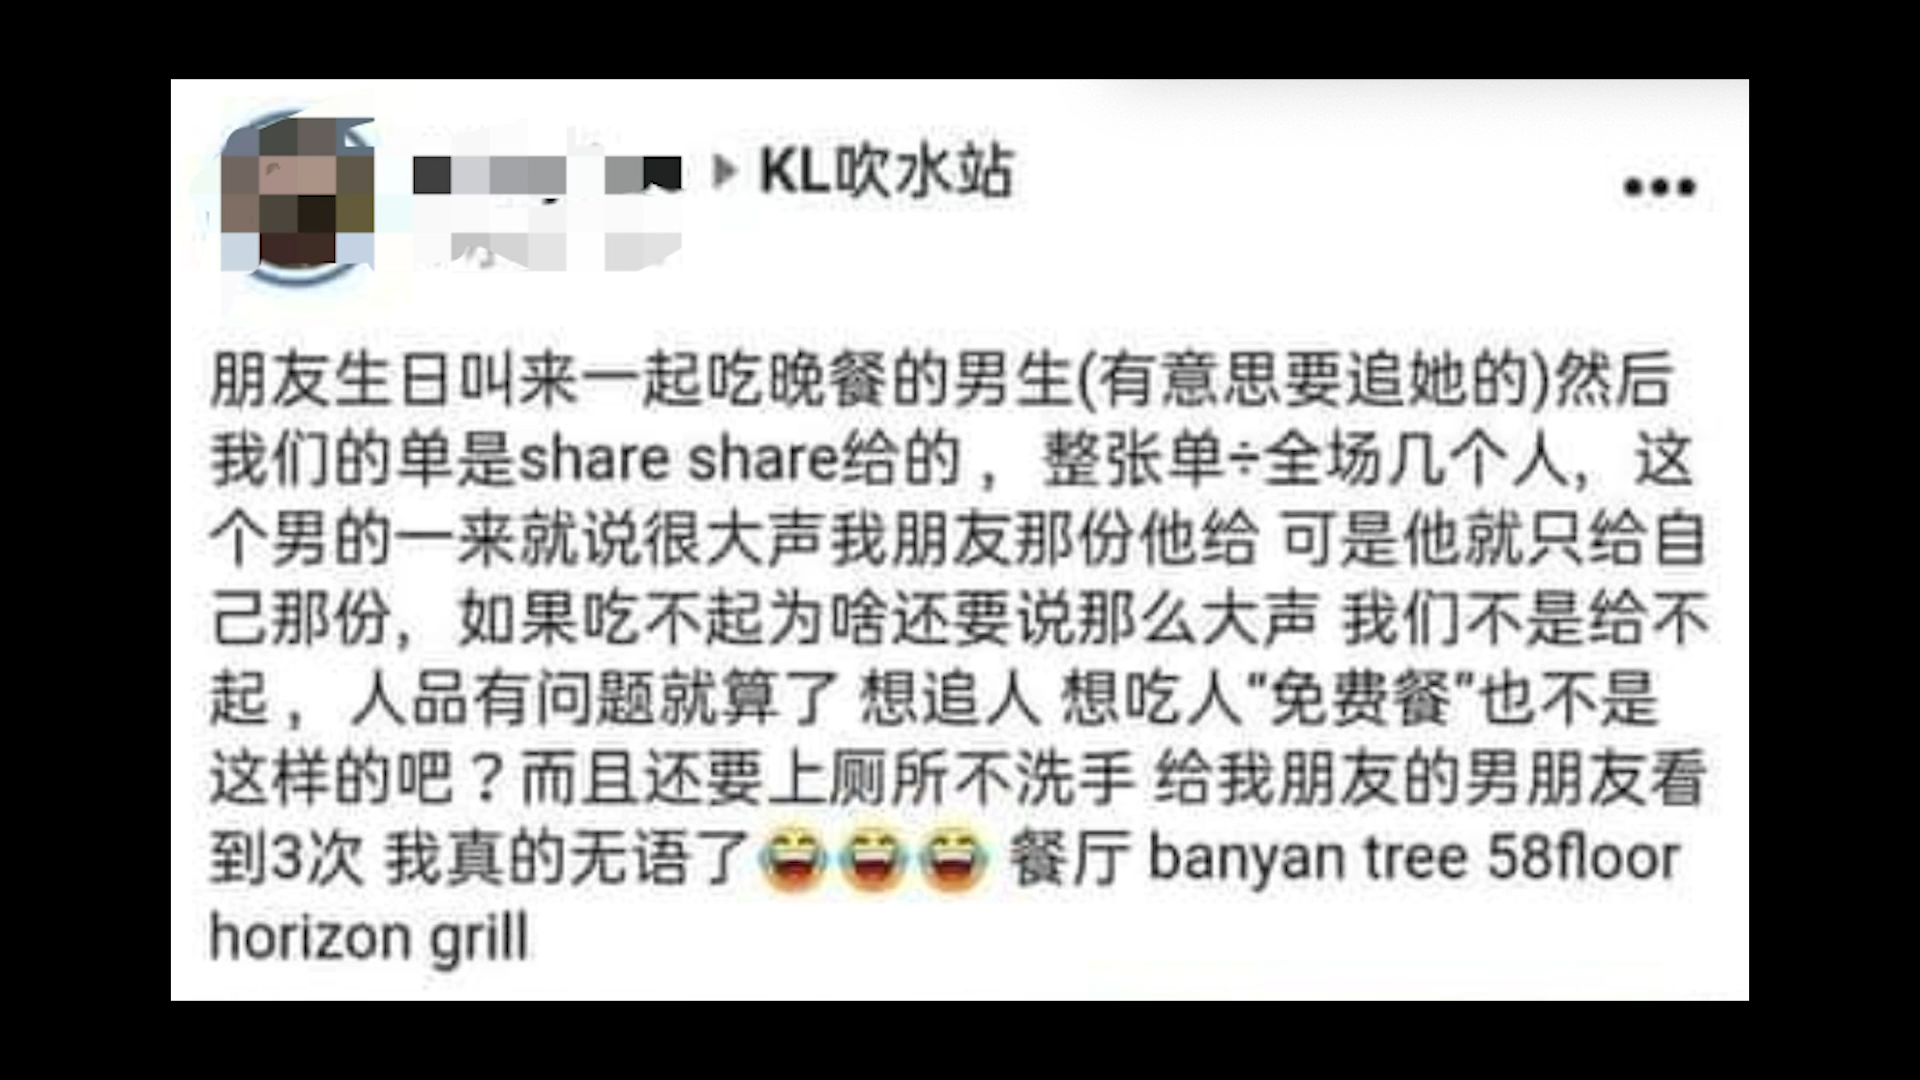 KL吹水站
朋友生日叫来一起吃晚餐的男生(有意思要追她的)然后
我们的单是share share给的 ，整张单÷全场几个人，这
个男的一来就说很大声我朋友那份他给 可是他就只给自
己那份，如果吃不起为啥还要说那么大声 我们不是给不
起 ，人品有问题就算了 想追人 想吃人“免费餐”也不是
这样的吧？而且还要上厕所不洗手 给我朋友的男朋友看
到3次 我真的无语了😂😂😂 餐厅 banyan tree 58floor
horizon grill